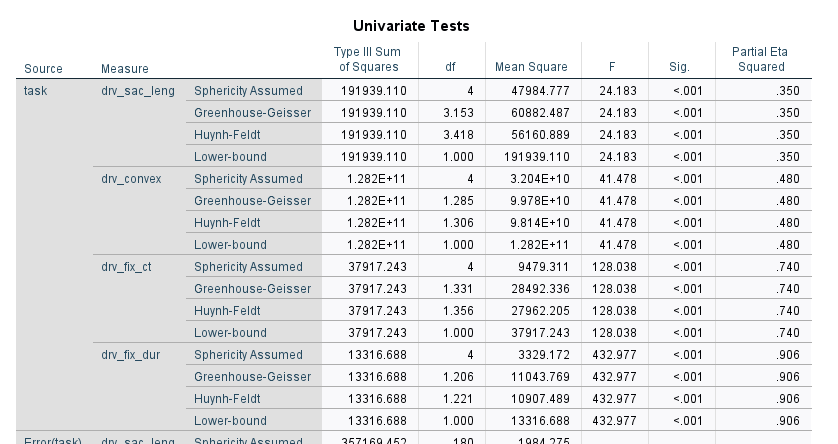 Univariate Tests
Source Measure Type III Sum of Squares df Mean Square F Sig. Partial Eta Squared
task drv_sac_leng Sphericity Assumed 191939.110 4 47984.777 24.183 <.001 .350
Greenhouse-Geisser 191939.110 3.153 60882.487 24.183 <.001 .350
Huynh-Feldt 191939.110 3.418 56160.889 24.183 <.001 .350
Lower-bound 191939.110 1.000 191939.110 24.183 <.001 .350
drv_convex Sphericity Assumed 1.282E+11 4 3.204E+10 41.478 <.001 .480
Greenhouse-Geisser 1.282E+11 1.285 9.978E+10 41.478 <.001 .480
Huynh-Feldt 1.282E+11 1.306 9.814E+10 41.478 <.001 .480
Lower-bound 1.282E+11 1.000 1.282E+11 41.478 <.001 .480
drv_fix_ct Sphericity Assumed 37917.243 4 9479.311 128.038 <.001 .740
Greenhouse-Geisser 37917.243 1.331 28492.336 128.038 <.001 .740
Huynh-Feldt 37917.243 1.356 27962.205 128.038 <.001 .740
Lower-bound 37917.243 1.000 37917.243 128.038 <.001 .740
drv_fix_dur Sphericity Assumed 13316.688 4 3329.172 432.977 <.001 .906
Greenhouse-Geisser 13316.688 1.206 11043.769 432.977 <.001 .906
Huynh-Feldt 13316.688 1.221 10907.489 432.977 <.001 .906
Lower-bound 13316.688 1.000 13316.688 432.977 <.001 .906
Error(task) drv_sac_leng Sphericity Assumed 357169.452 180 1984.275